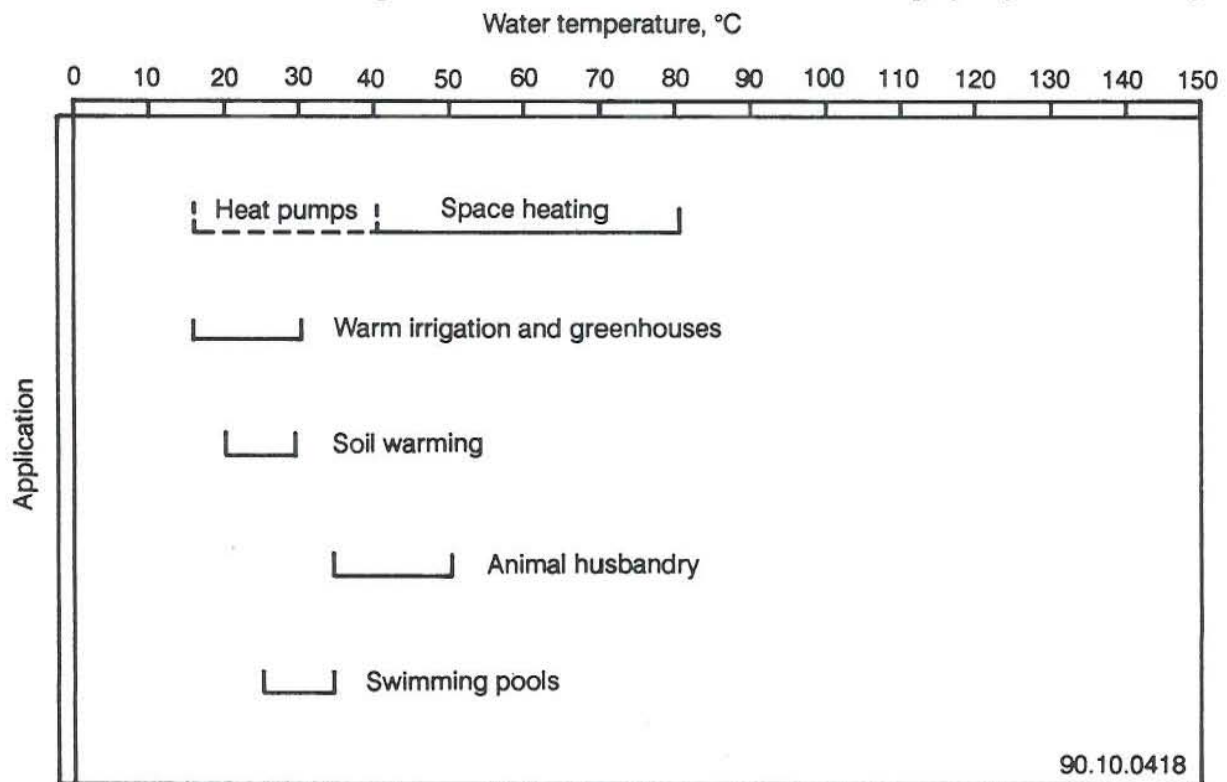 Water temperature, °C
0 10 20 30 40 50 60 70 80 90 100 110 120 130 140 150
Heat pumps Space heating
Warm irrigation and greenhouses
Application
Soil warming
Animal husbandry
Swimming pools
90.10.0418